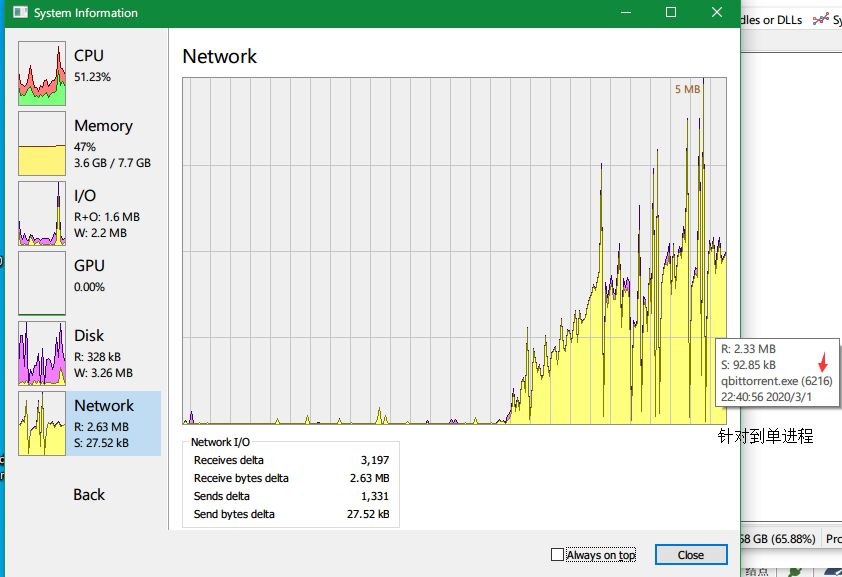 System Information
dles or DLLs
Sy
CPU
51.23%
Memory
47%
3.6 GB / 7.7 GB
I/O
R+O: 1.6 MB
W: 2.2 MB
GPU
0.00%
Disk
R: 328 kB
W: 3.26 MB
Network
R: 2.63 MB
S: 27.52 kB
Back
Network
5 MB
R: 2.33 MB
S: 92.85 kB
qbittorrent.exe (6216)
22:40:56 2020/3/1
针对到单进程
Network I/O
Receives delta 3,197
Receive bytes delta 2.63 MB
Sends delta 1,331
Send bytes delta 27.52 kB
Always on top
Close
58 GB (65.88%)
Pro
结点